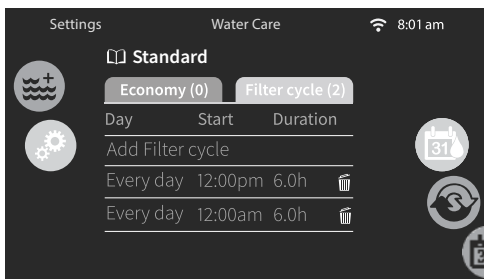 Settings Water Care 8:01 am
Standard
Economy (0) Filter cycle (2)
Day Start Duration
Add Filter cycle
Every day 12:00pm 6.0h
Every day 12:00am 6.0h
31